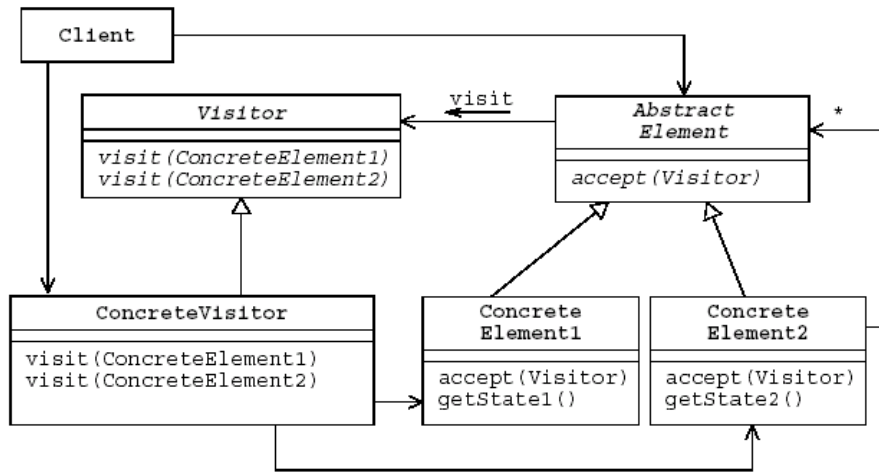 Client
Visitor
visit(ConcreteElement1)
visit(ConcreteElement2)
visit
Abstract
Element
accept(Visitor)
*
ConcreteVisitor
visit(ConcreteElement1)
visit(ConcreteElement2)
Concrete
Element1
accept(Visitor)
getState1()
Concrete
Element2
accept(Visitor)
getState2()